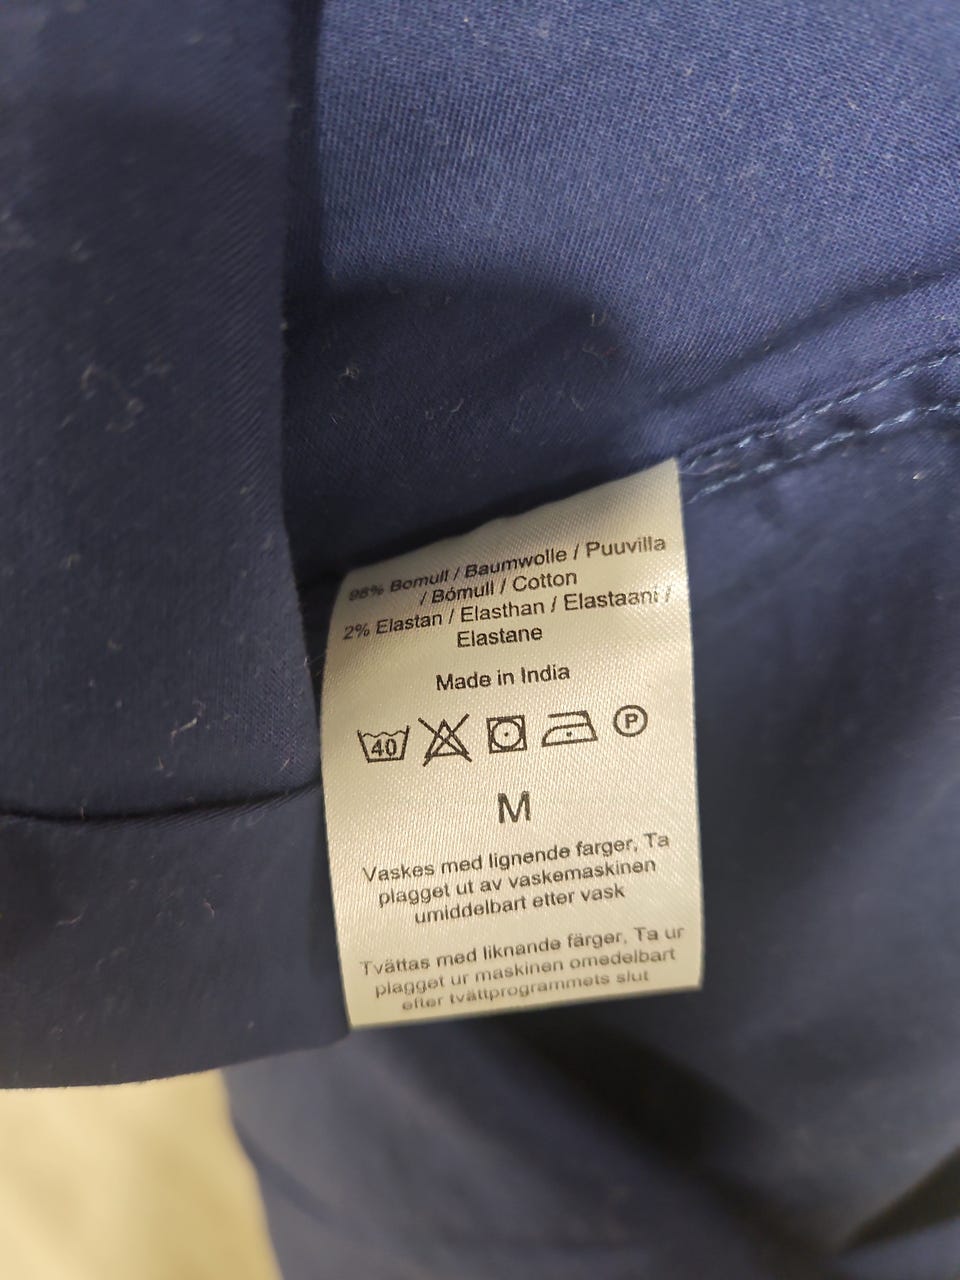 98% Bomull / Baumwolle / Puuvilla
/ Bómull / Cotton
2% Elastan / Elasthan / Elastaani /
Elastane
Made in India
40 P
M
Vaskes med lignende farger, Ta
plagget ut av vaskemaskinen
umiddelbart etter vask
Tvättas med liknande färger, Ta ur
plagget ur maskinen omedelbart
efter tvättprogrammets slut